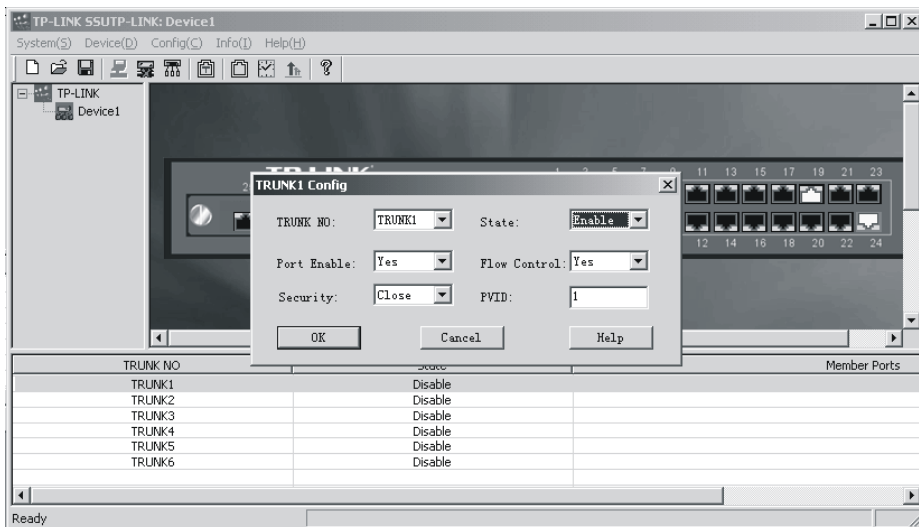 TP-LINK SSUTP-LINK: Device1
System(S) Device(D) Config(C) Info(I) Help(H)
TP-LINK
Device1
TP-LINK
11 13 15 17 19 21 23
12 14 16 18 20 22 24
TRUNK1 Config
TRUNK NO: TRUNK1 State: Enable
Port Enable: Yes Flow Control: Yes
Security: Close PVID: 1
OK Cancel Help
TRUNK NO State Member Ports
TRUNK1 Disable
TRUNK2 Disable
TRUNK3 Disable
TRUNK4 Disable
TRUNK5 Disable
TRUNK6 Disable
Ready